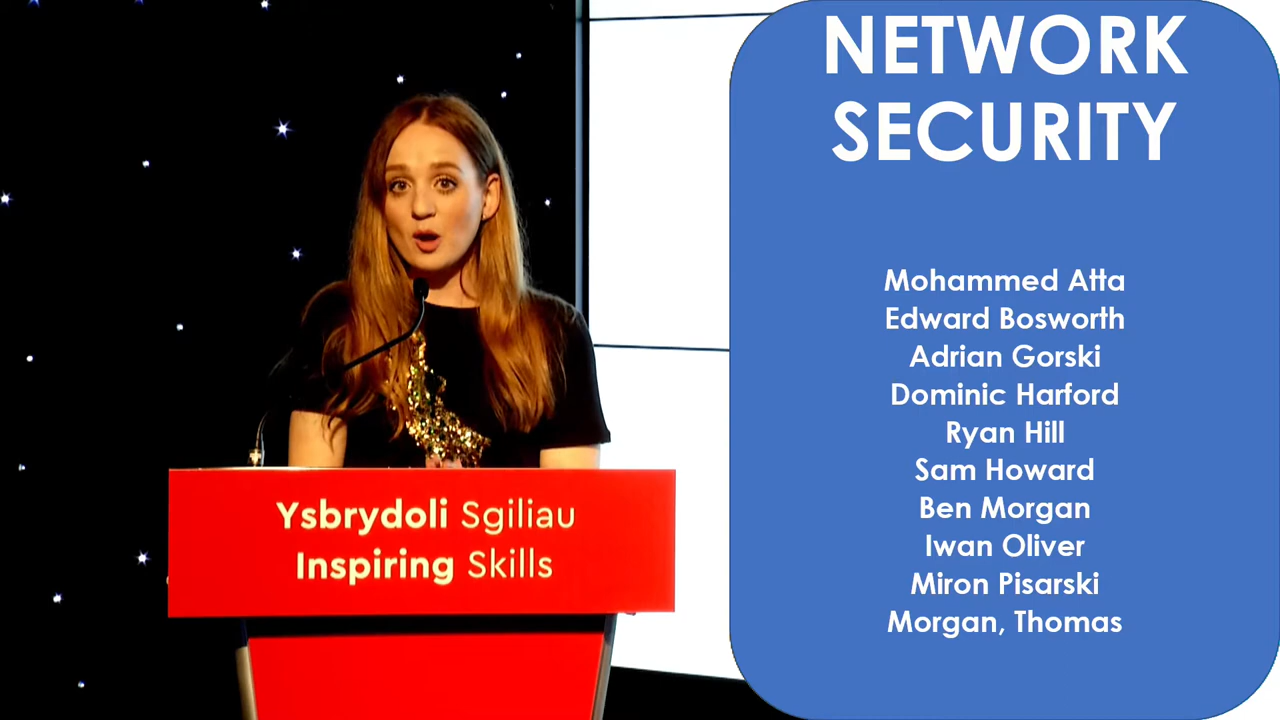 NETWORK
SECURITY
Mohammed Atta
Edward Bosworth
Adrian Gorski
Dominic Harford
Ryan Hill
Sam Howard
Ben Morgan
Iwan Oliver
Miron Pisarski
Morgan, Thomas
Ysbrydoli Sgiliau
Inspiring Skills